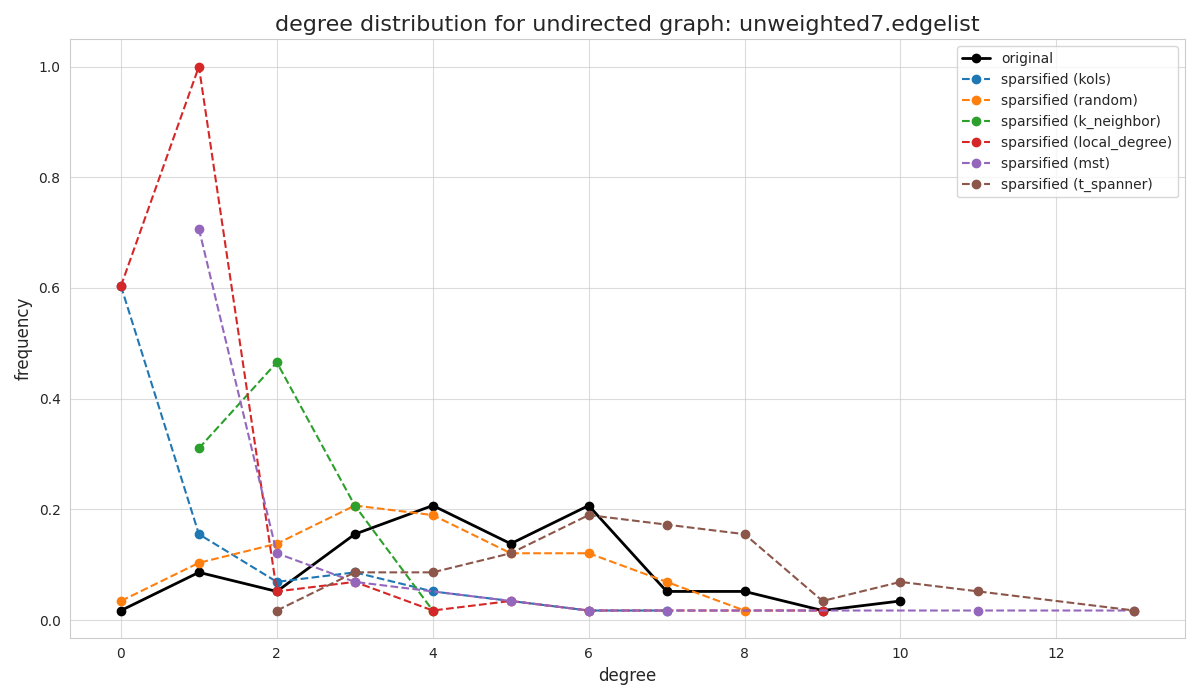 degree distribution for undirected graph: unweighted7.edgelist
original
sparsified (kols)
sparsified (random)
sparsified (k_neighbor)
sparsified (local_degree)
sparsified (mst)
sparsified (t_spanner)
frequency
1.0
0.8
0.6
0.4
0.2
0.0
0 2 4 6 8 10 12
degree